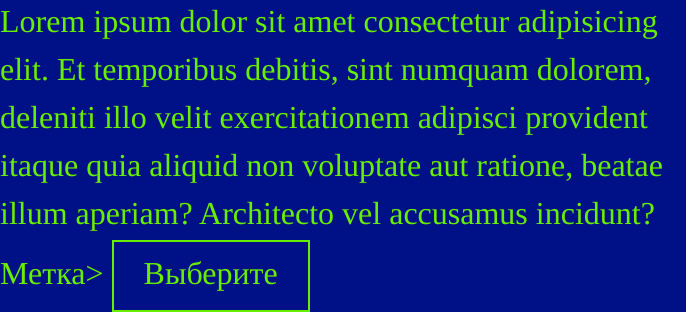 Lorem ipsum dolor sit amet consectetur adipisicing
elit. Et temporibus debitis, sint numquam dolorem,
deleniti illo velit exercitationem adipisci provident
itaque quia aliquid non voluptate aut ratione, beatae
illum aperiam? Architecto vel accusamus incidunt?
Метка> Выберите